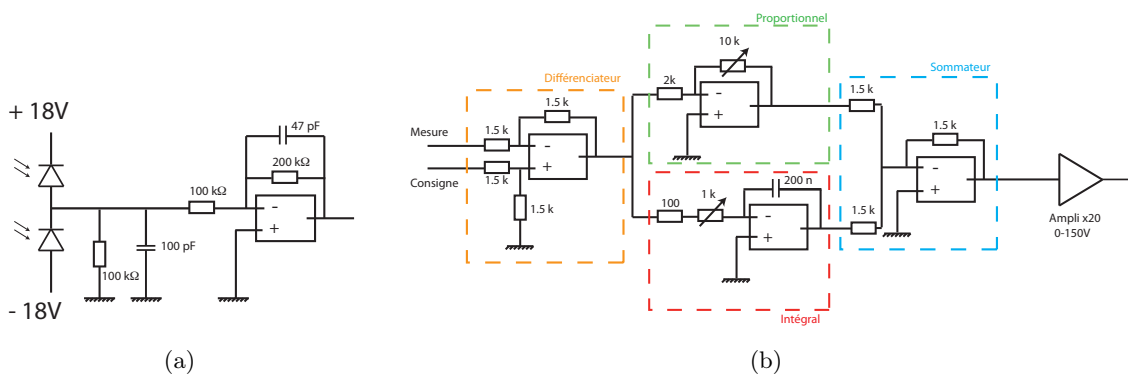 + 18V
47 pF
200 kΩ
100 kΩ
-
+
100 pF
100 kΩ
- 18V
(a)
Proportionnel
10 k
2k
-
+
Différenciateur
1.5 k
Mesure
1.5 k
-
+
Consigne
1.5 k
1.5 k
Sommateur
1.5 k
1.5 k
-
+
1.5 k
Ampli x20
0-150V
200 n
100
1 k
-
+
Intégral
(b)